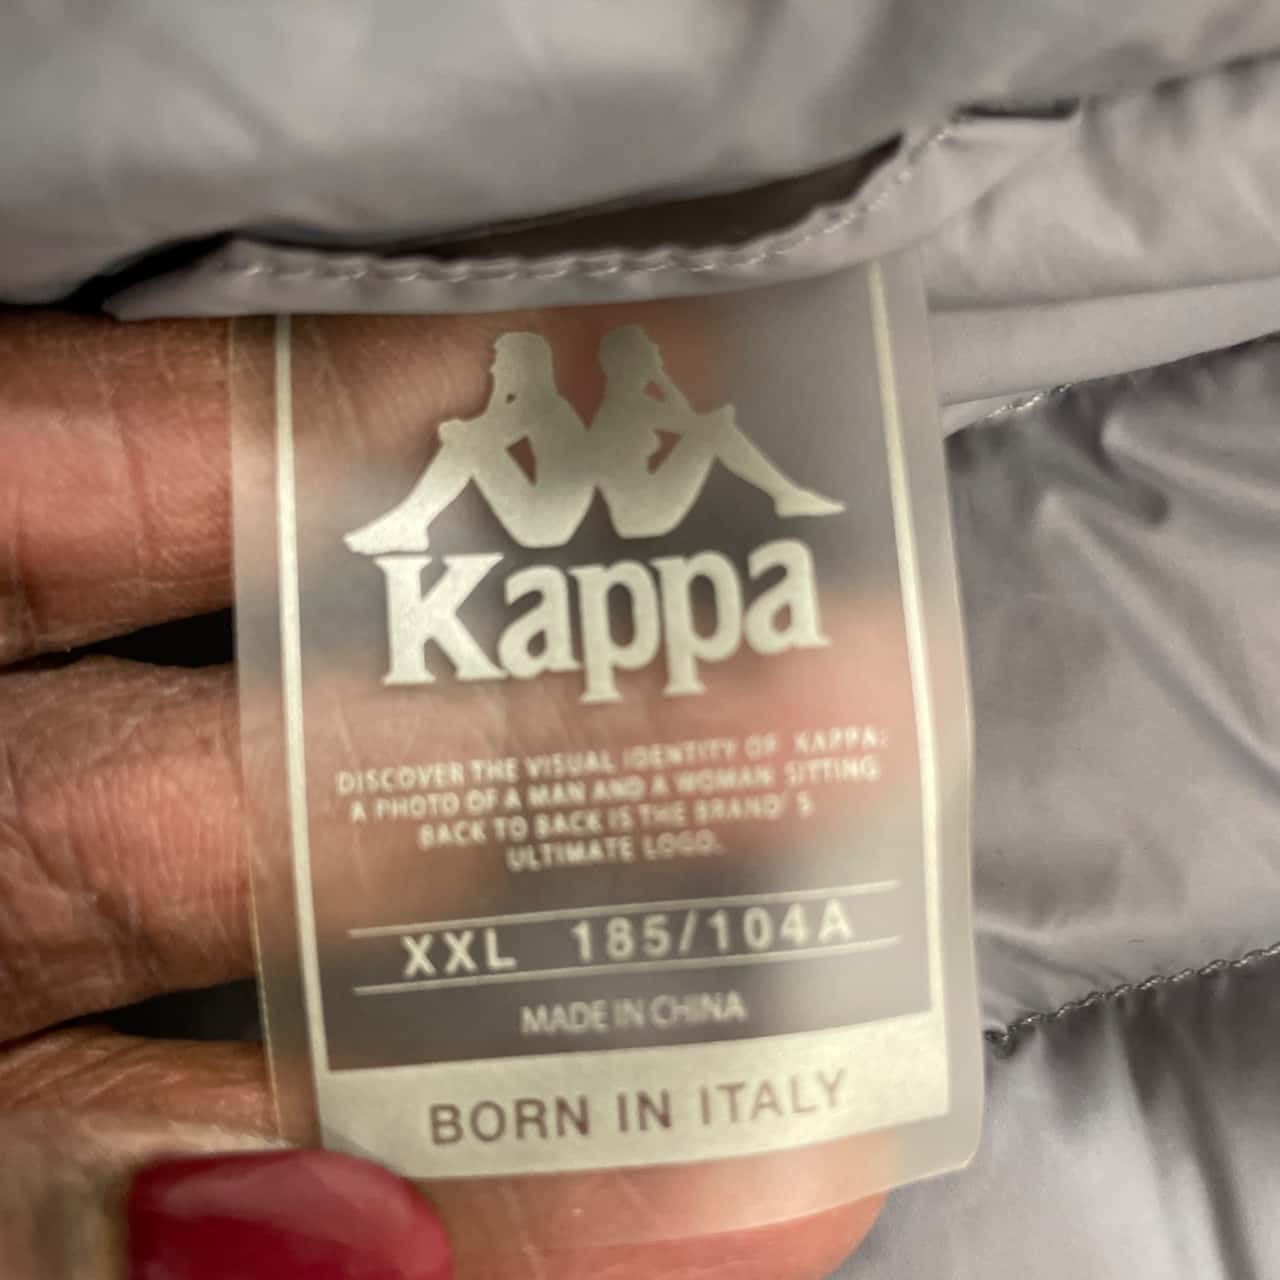 Kappa
DISCOVER THE VISUAL IDENTITY OF KAPPA:
A PHOTO OF A MAN AND A WOMAN SITTING
BACK TO BACK IS THE BRAND' S
ULTIMATE LOGO.
XXL 185/104A
MADE IN CHINA
BORN IN ITALY